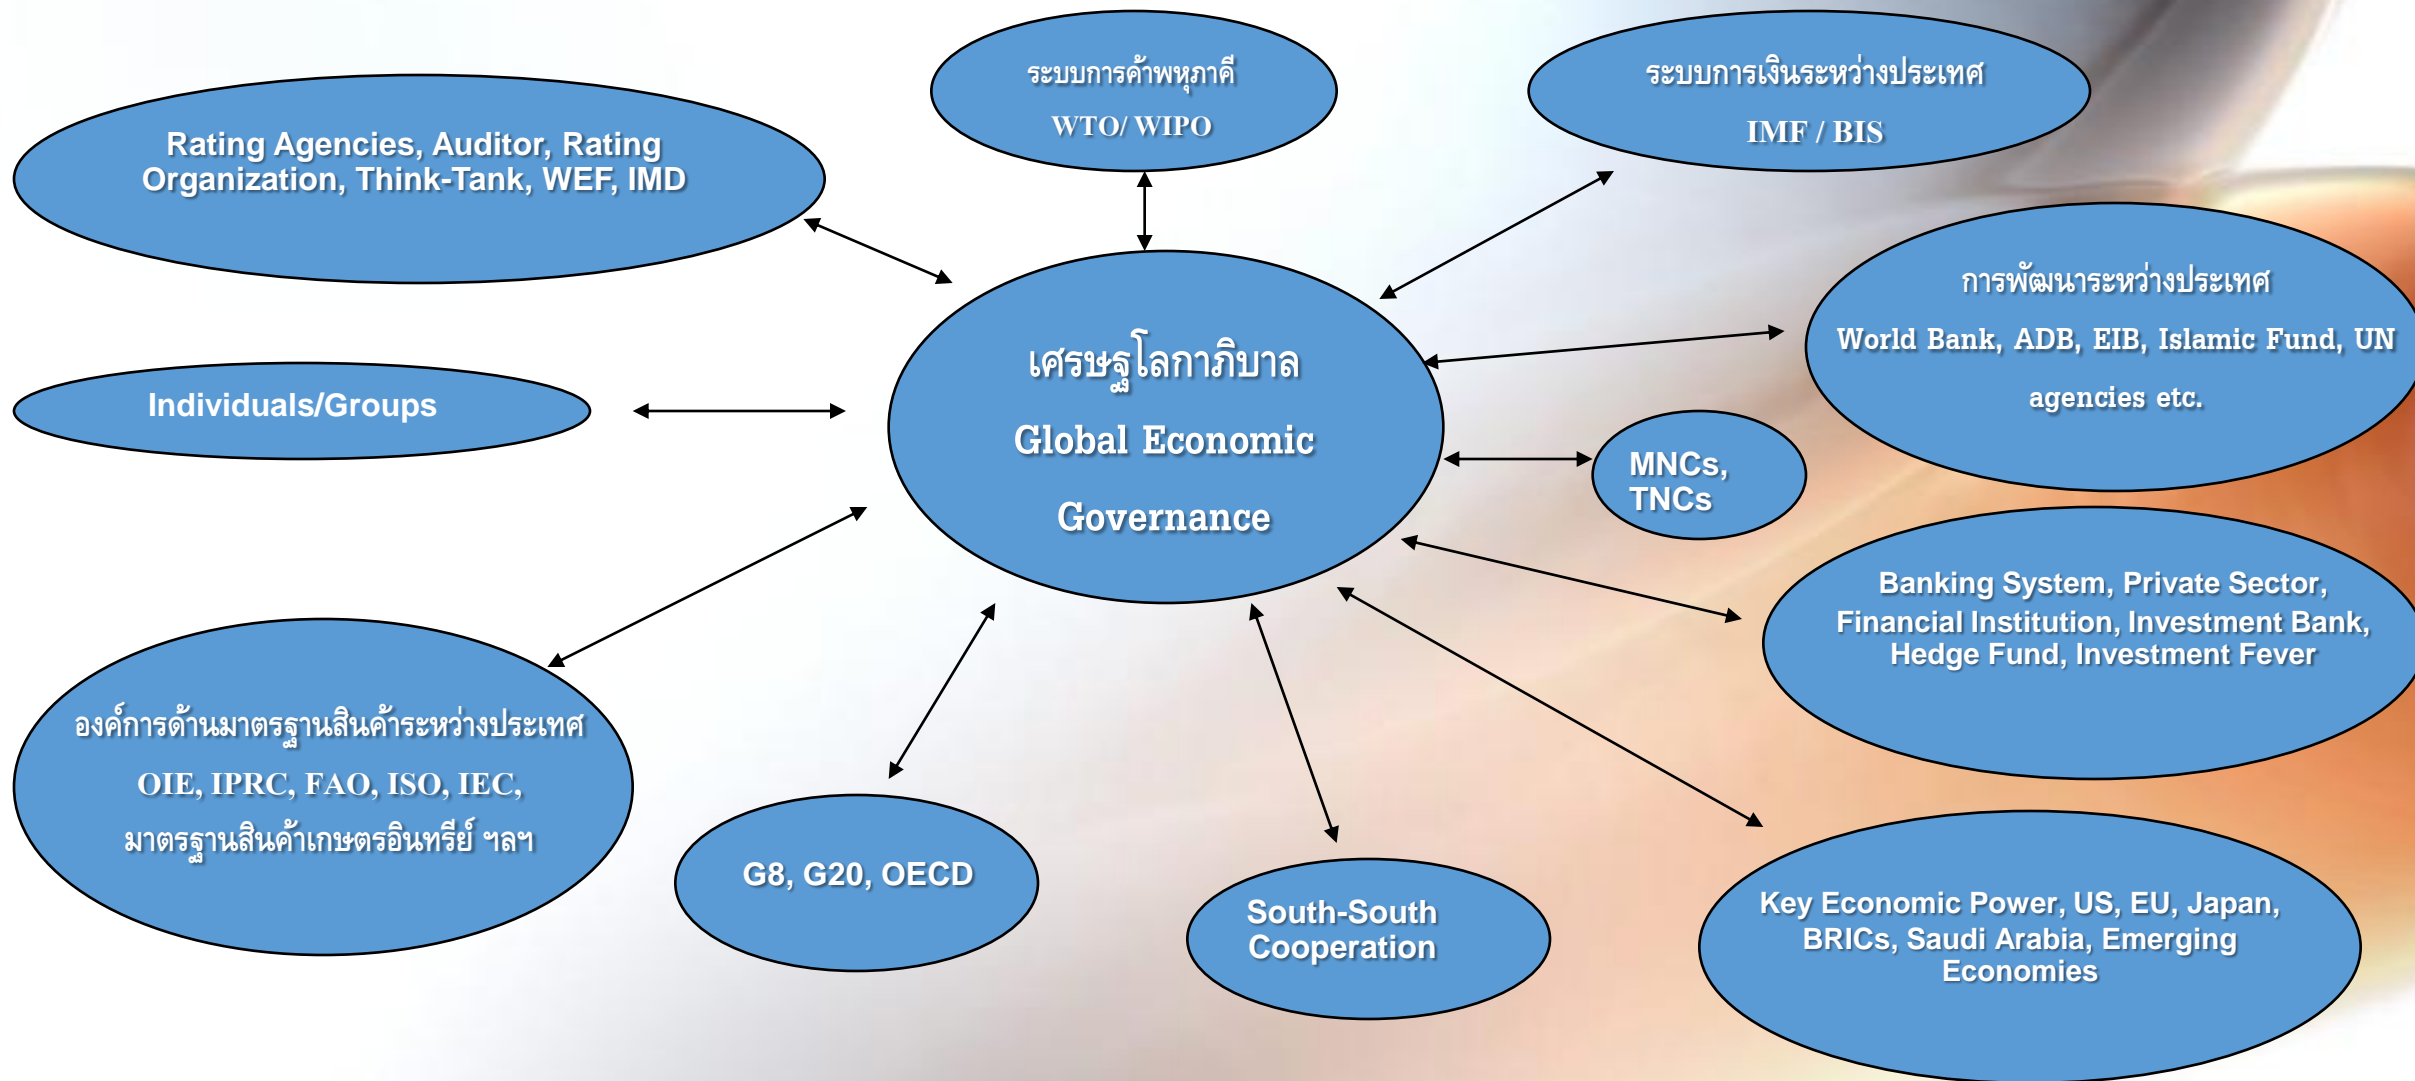 ระบบการค้าพหุภาคี
WTO/ WIPO
ระบบการเงินระหว่างประเทศ
IMF / BIS
Rating Agencies, Auditor, Rating
Organization, Think-Tank, WEF, IMD
การพัฒนาระหว่างประเทศ
World Bank, ADB, EIB, Islamic Fund, UN
agencies etc.
เศรษฐโลกาภิบาล
Global Economic
Governance
Individuals/Groups
MNCs,
TNCs
Banking System, Private Sector,
Financial Institution, Investment Bank,
Hedge Fund, Investment Fever
องค์การด้านมาตรฐานสินค้าระหว่างประเทศ
OIE, IPRC, FAO, ISO, IEC,
มาตรฐานสินค้าเกษตรอินทรีย์ ฯลฯ
G8, G20, OECD
South-South
Cooperation
Key Economic Power, US, EU, Japan,
BRICs, Saudi Arabia, Emerging
Economies